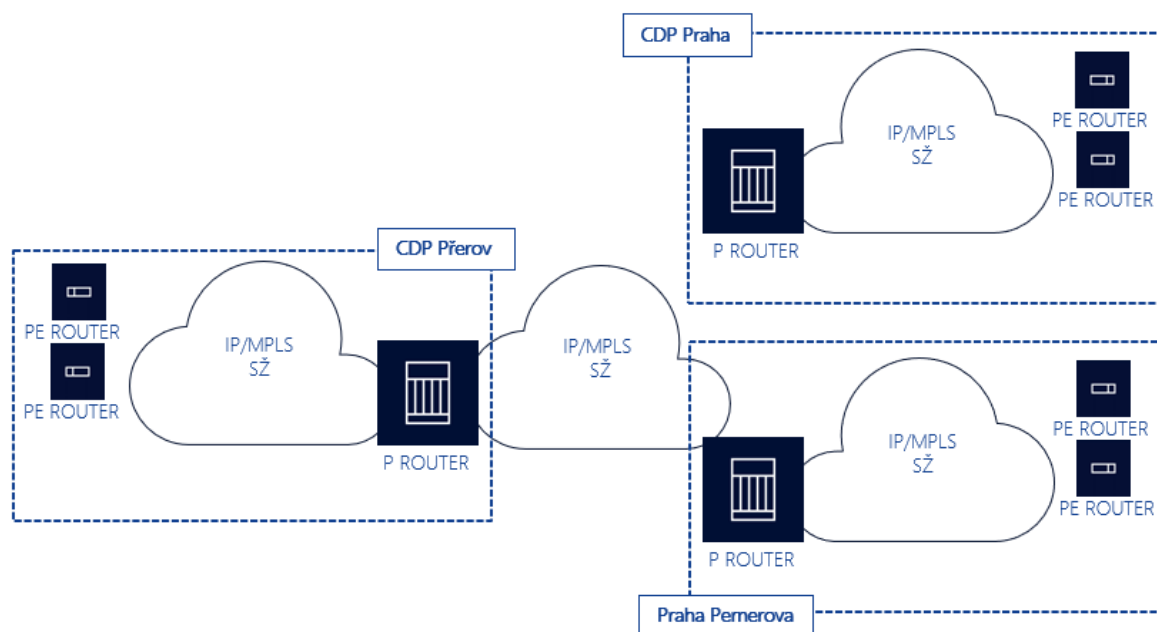 CDP Praha
IP/MPLS
SŽ
PE ROUTER
PE ROUTER
P ROUTER
CDP Přerov
PE ROUTER
PE ROUTER
IP/MPLS
SŽ
P ROUTER
IP/MPLS
SŽ
IP/MPLS
SŽ
PE ROUTER
PE ROUTER
P ROUTER
Praha Pernerova